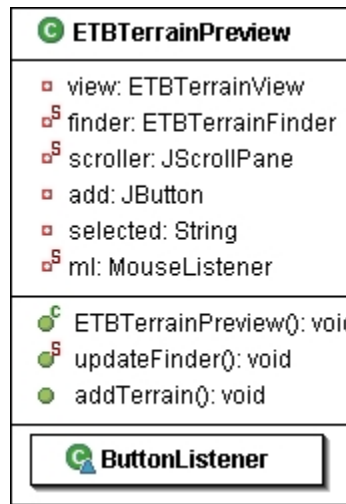 C ETBTerrainPreview
view: ETBTerrainView
S finder: ETBTerrainFinder
S scroller: JScrollPane
add: JButton
selected: String
S ml: MouseListener
C ETBTerrainPreview(): void
S updateFinder(): void
addTerrain(): void
C ButtonListener